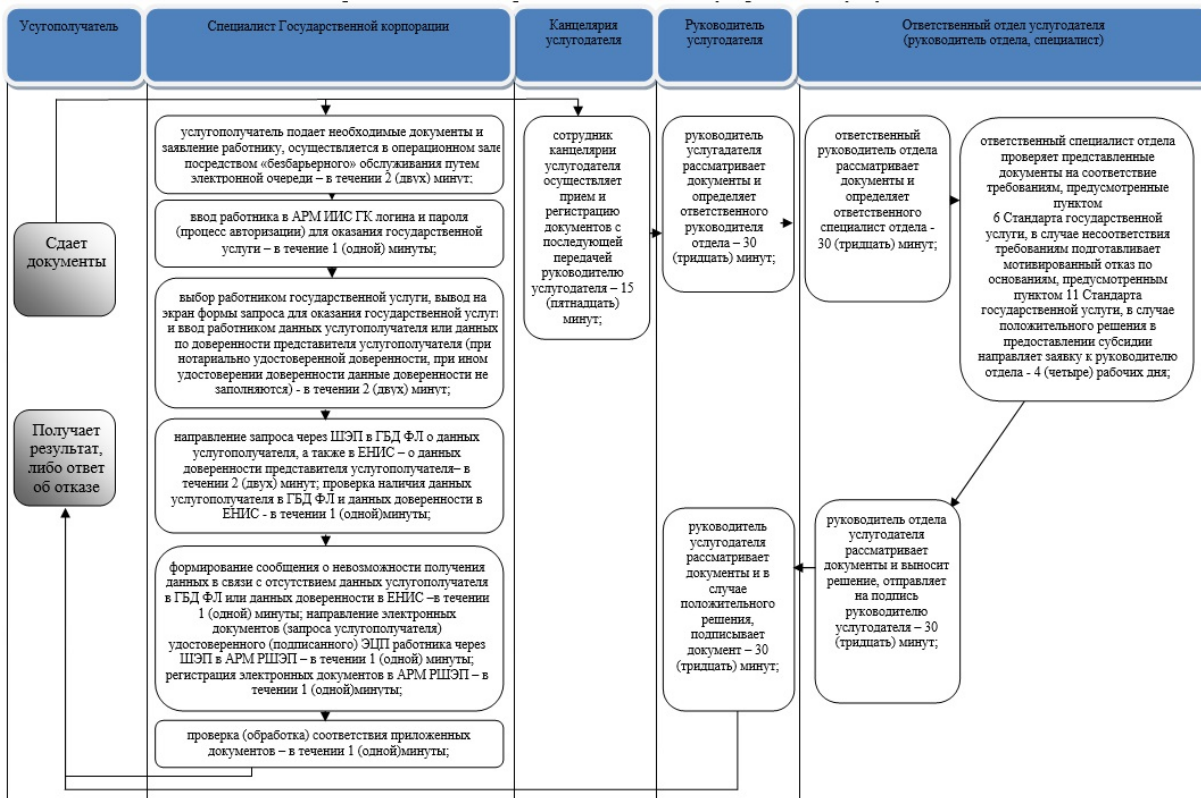 Усугополучатель
Специалист Государственной корпорации
Канцелярия
услугодателя
Руководитель
услугодателя
Ответственный отдел услугодателя
(руководитель отдела, специалист)
Сдает
документы
Получает
результат,
либо ответ
об отказе
услугополучатель подает необходимые документы и
заявление работнику, осуществляется в операционном зале
посредством «безбарьерного» обслуживания путем
электронной очереди – в течении 2 (двух) минут;
ввод работника в АРМ ИИС ГК логина и пароля
(процесс авторизации) для оказания государственной
услуги – в течение 1 (одной) минуты;
выбор работником государственной услуги, вывод на
экран формы запроса для оказания государственной услуги
и ввод работником данных услугополучателя или данных
по доверенности представителя услугополучателя (при
нотариально удостоверенной доверенности, при ином
удостоверении доверенности данные доверенности не
заполняются) - в течении 2 (двух) минут;
направление запроса через ШЭП в ГБД ФЛ о данных
услугополучателя, а также в ЕНИС – о данных
доверенности представителя услугополучателя– в
течении 2 (двух) минут; проверка наличия данных
услугополучателя в ГБД ФЛ и данных доверенности в
ЕНИС - в течении 1 (одной)минуты;
формирование сообщения о невозможности получения
данных в связи с отсутствием данных услугополучателя
в ГБД ФЛ или данных доверенности в ЕНИС –в течении
1 (одной) минуты; направление электронных
документов (запроса услугополучателя)
удостоверенного (подписанного) ЭЦП работника через
ШЭП в АРМ РШЭП – в течении 1 (одной) минуты;
регистрация электронных документов в АРМ РШЭП – в
течении 1 (одной)минуты;
проверка (обработка) соответствия приложенных
документов – в течении 1 (одной)минуты;
сотрудник
канцелярии
услугодателя
осуществляет
прием и
регистрацию
документов с
последующей
передачей
руководителю
услугодателя – 15
(пятнадцать)
минут;
руководитель
услугадателя
рассматривает
документы и
определяет
ответственного
руководителя
отдела – 30
(тридцать) минут;
ответственный
руководитель отдела
рассматривает
документы и
определяет
ответственного
специалист отдела -
30 (тридцать) минут;
ответственный специалист отдела
проверяет представленные
документы на соответствие
требованиям, предусмотренные
пунктом
6 Стандарта государственной
услуги, в случае несоответствия
требованиям подготавливает
мотивированный отказ по
основаниям, предусмотренным
пунктом 11 Стандарта
государственной услуги, в случае
положительного решения в
предоставлении субсидии
направляет заявку к руководителю
отдела - 4 (четыре) рабочих дня;
руководитель
услугодателя
рассматривает
документы и в
случае
положительного
решения,
подписывает
документ – 30
(тридцать) минут;
руководитель отдела
услугодателя
рассматривает
документы и выносит
решение, отправляет
на подпись
руководителю
услугодателя – 30
(тридцать) минут;